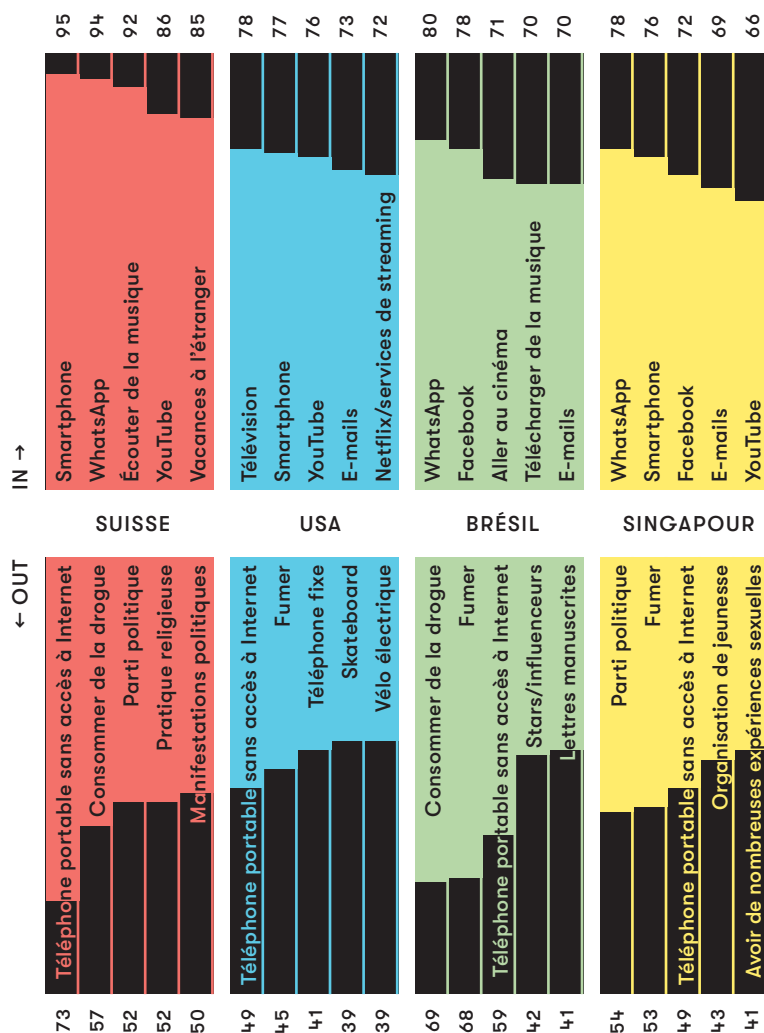 IN →
← OUT
SUISSE
95 Smartphone
94 WhatsApp
92 Écouter de la musique
86 YouTube
85 Vacances à l'étranger
73 Téléphone portable sans accès à Internet
57 Consommer de la drogue
52 Parti politique
52 Pratique religieuse
50 Manifestations politiques
USA
78 Télévision
77 Smartphone
76 YouTube
73 E-mails
72 Netflix/services de streaming
49 Téléphone portable sans accès à Internet
45 Fumer
41 Téléphone fixe
39 Skateboard
39 Vélo électrique
BRÉSIL
80 WhatsApp
78 Facebook
71 Aller au cinéma
70 Télécharger de la musique
70 E-mails
69 Consommer de la drogue
68 Fumer
59 Téléphone portable sans accès à Internet
42 Stars/influenceurs
41 Lettres manuscrites
SINGAPOUR
78 WhatsApp
76 Smartphone
72 Facebook
69 E-mails
66 YouTube
54 Parti politique
53 Fumer
49 Téléphone portable sans accès à Internet
43 Organisation de jeunesse
41 Avoir de nombreuses expériences sexuelles